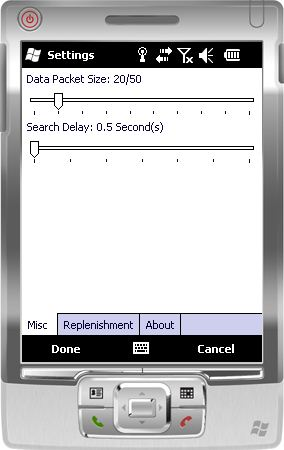 Settings
Data Packet Size: 20/50
Search Delay: 0.5 Second(s)
Misc Replenishment About
Done Cancel